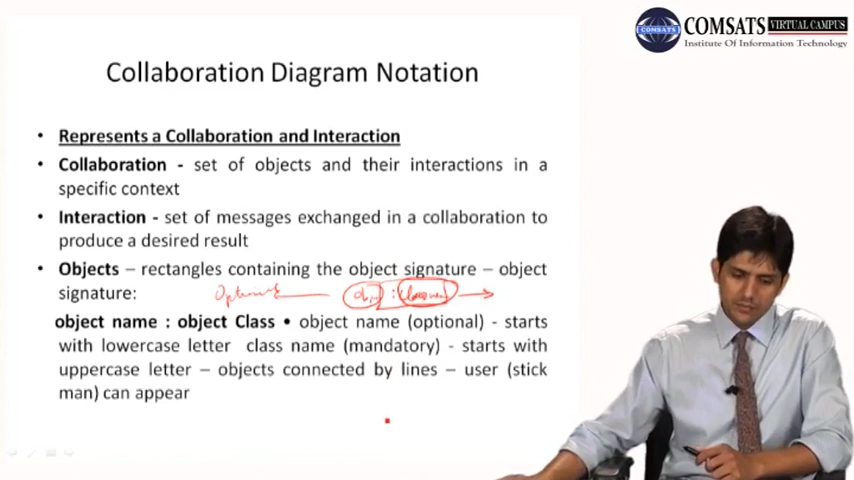 COMSATS VIRTUAL CAMPUS
COMSATS
Institute Of Information Technology
Collaboration Diagram Notation
• Represents a Collaboration and Interaction
• Collaboration - set of objects and their interactions in a
specific context
• Interaction - set of messages exchanged in a collaboration to
produce a desired result
• Objects – rectangles containing the object signature – object
signature:
object name : object Class • object name (optional) - starts
with lowercase letter class name (mandatory) - starts with
uppercase letter – objects connected by lines – user (stick
man) can appear